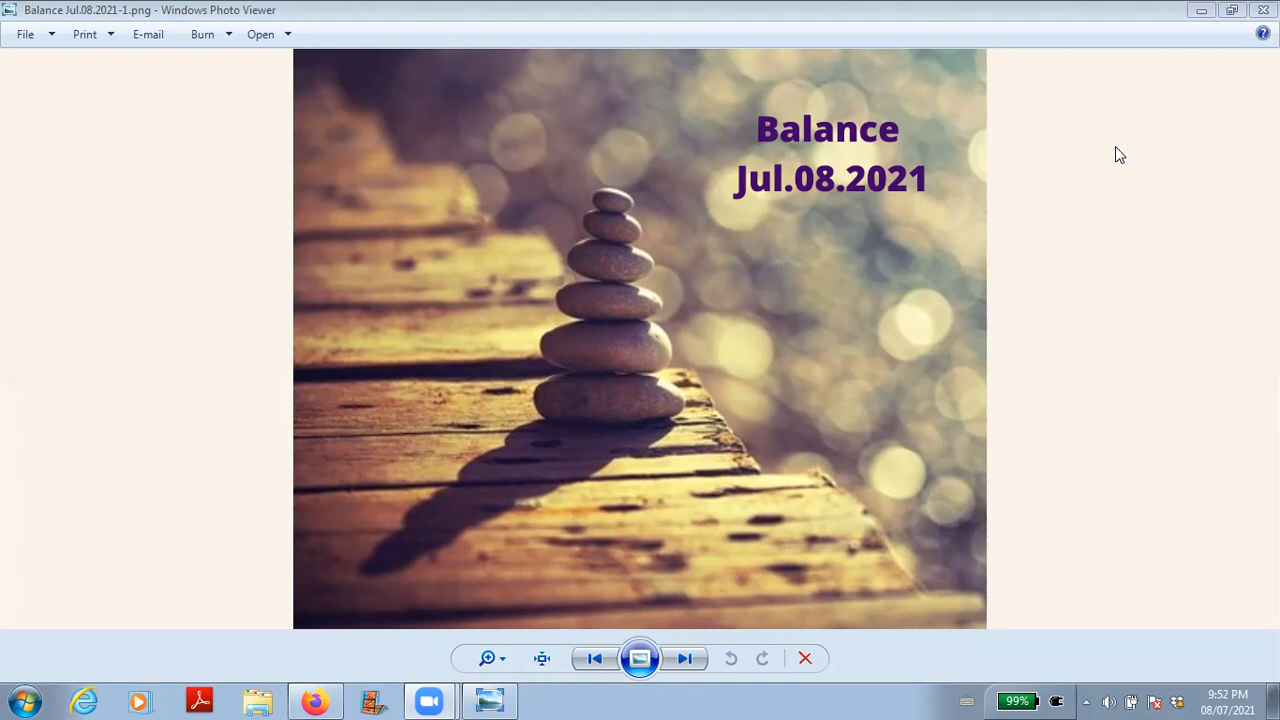 Balance Jul.08.2021-1.png - Windows Photo Viewer
File Print E-mail Burn Open
Balance
Jul.08.2021
99%
9:52 PM
08/07/2021